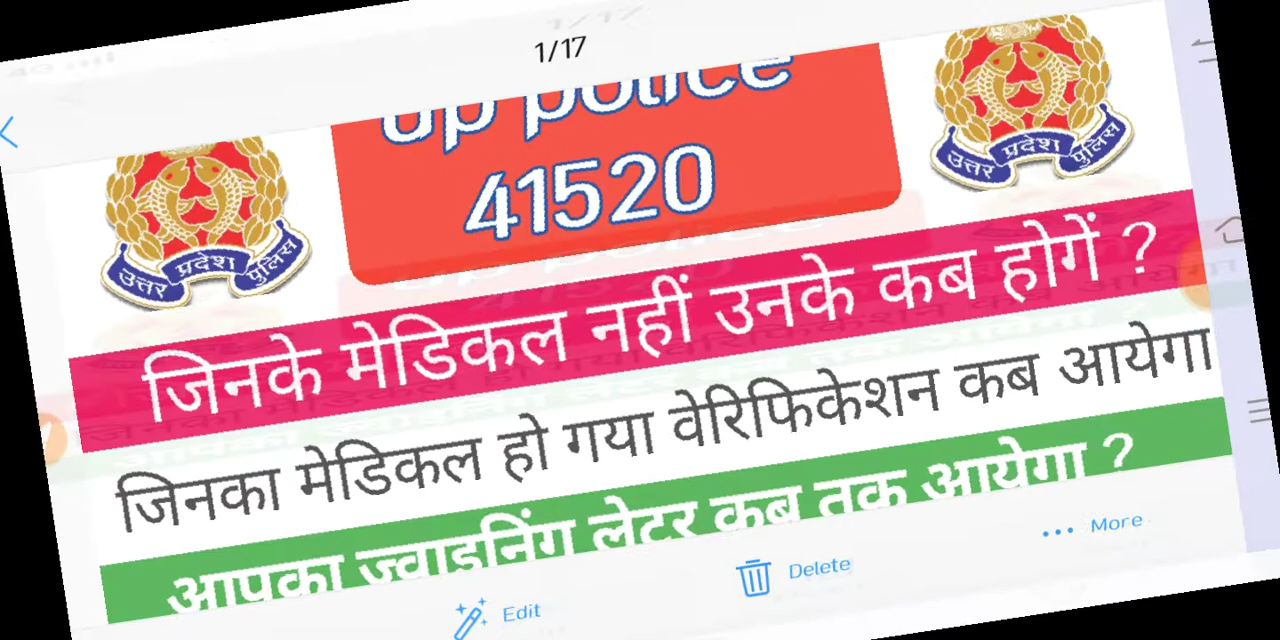 1/17
up police
41520
उत्तर प्रदेश पुलिस
उत्तर प्रदेश पुलिस
जिनके मेडिकल नहीं उनके कब होगें ?
जिनका मेडिकल हो गया वेरिफिकेशन कब आयेगा
आपका ज्वाइनिंग लेटर कब तक आयेगा ?
Edit
Delete
More